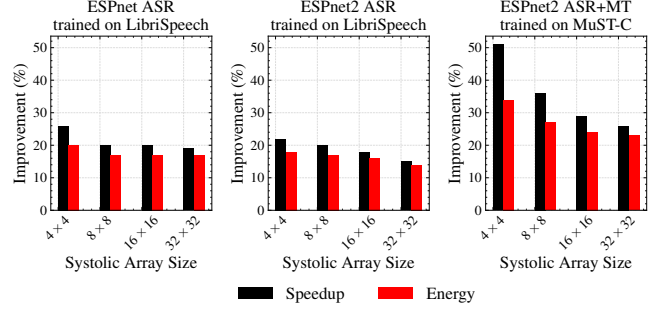 ESPnet ASR
trained on LibriSpeech
ESPnet2 ASR
trained on LibriSpeech
ESPnet2 ASR+MT
trained on MuST-C
Improvement (%)
50
40
30
20
10
0
4 × 4
8 × 8
16 × 16
32 × 32
Systolic Array Size
Improvement (%)
50
40
30
20
10
0
4 × 4
8 × 8
16 × 16
32 × 32
Systolic Array Size
Improvement (%)
50
40
30
20
10
0
4 × 4
8 × 8
16 × 16
32 × 32
Systolic Array Size
Speedup
Energy